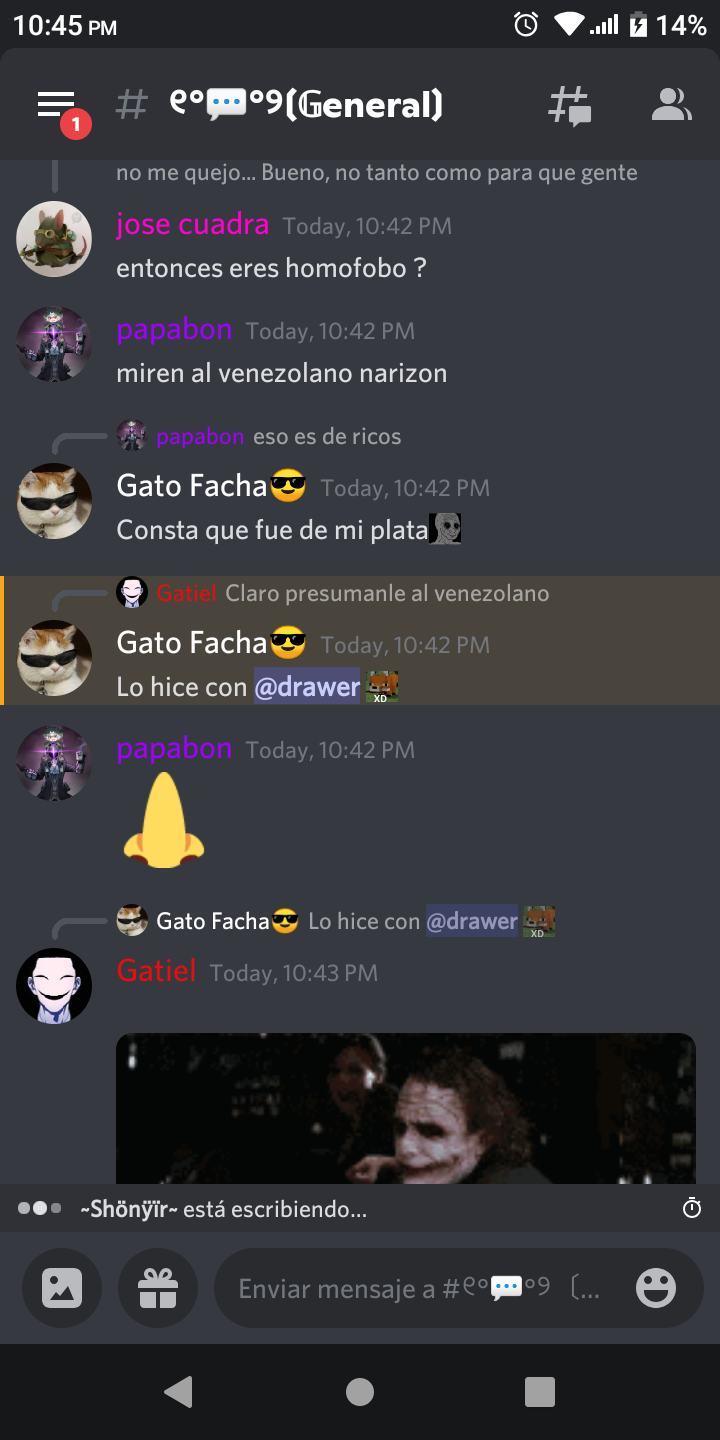 10:45 PM 14%
1 # ୧°💬°୨(𝔾eneral)
no me quejo... Bueno, no tanto como para que gente
jose cuadra Today, 10:42 PM
entonces eres homofobo ?
papabon Today, 10:42 PM
miren al venezolano narizon
papabon eso es de ricos
Gato Facha😎 Today, 10:42 PM
Consta que fue de mi plata
Gatiel Claro presumanle al venezolano
Gato Facha😎 Today, 10:42 PM
Lo hice con @drawer XD
papabon Today, 10:42 PM
👃
Gato Facha😎 Lo hice con @drawer XD
Gatiel Today, 10:43 PM
~Shönÿïr~ está escribiendo...
Enviar mensaje a #୧°💬°୨ 〔...